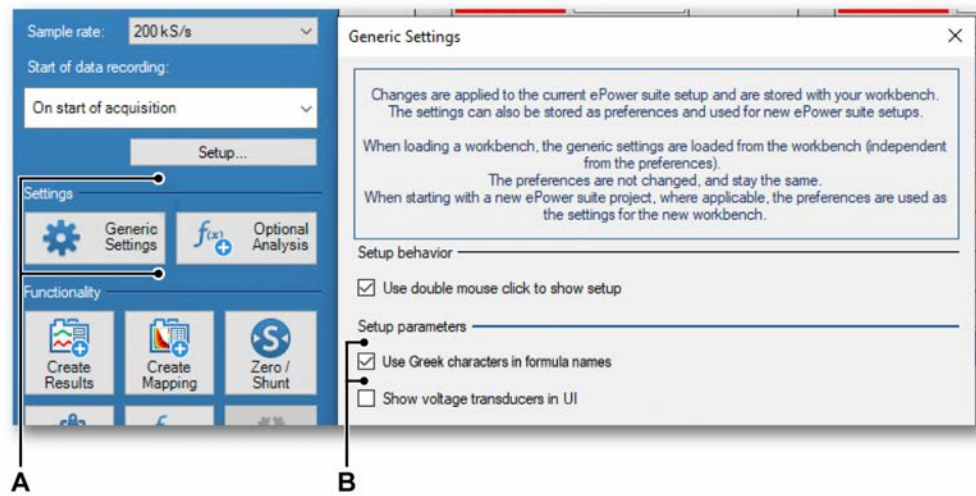 Sample rate: 200 kS/s
Start of data recording:
On start of acquisition
Setup...
Settings
Generic
Settings
f(x)
Optional
Analysis
Functionality
Create
Results
Create
Mapping
S
Zero /
Shunt
Generic Settings
Changes are applied to the current ePower suite setup and are stored with your workbench.
The settings can also be stored as preferences and used for new ePower suite setups.
When loading a workbench, the generic settings are loaded from the workbench (independent
from the preferences).
The preferences are not changed, and stay the same.
When starting with a new ePower suite project, where applicable, the preferences are used as
the settings for the new workbench.
Setup behavior
Use double mouse click to show setup
Setup parameters
Use Greek characters in formula names
Show voltage transducers in UI
A
B